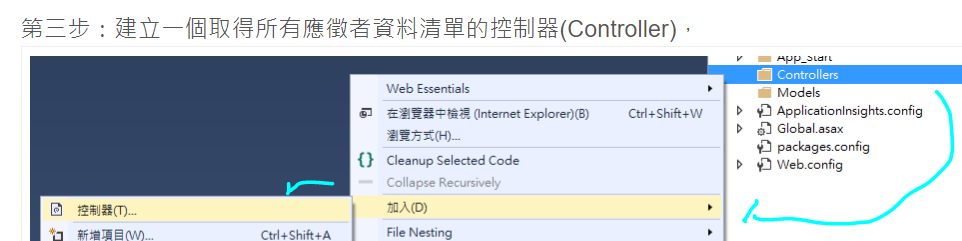 第三步：建立一個取得所有應徵者資料清單的控制器(Controller)，
App_Start
Controllers
Models
ApplicationInsights.config
Global.asax
packages.config
Web.config
Web Essentials
在瀏覽器中檢視 (Internet Explorer)(B) Ctrl+Shift+W
瀏覽方式(H)...
Cleanup Selected Code
Collapse Recursively
加入(D)
File Nesting
控制器(T)...
新增項目(W)... Ctrl+Shift+A